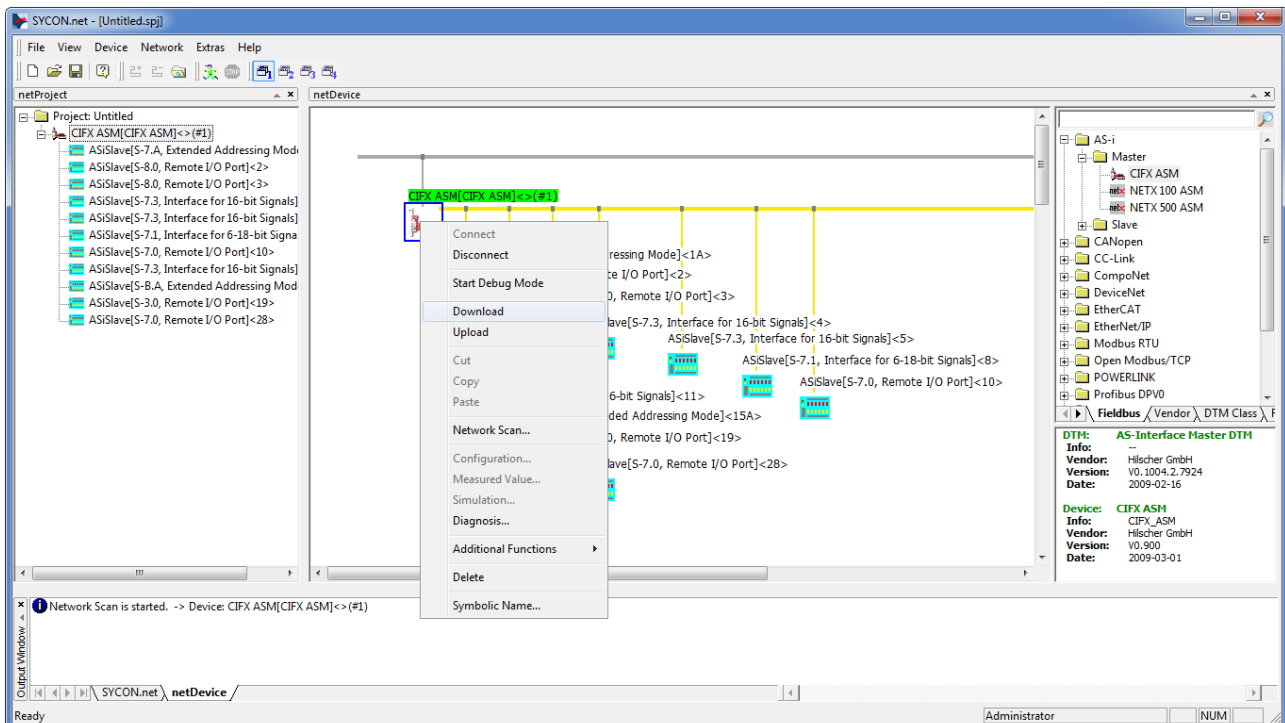 SYCON.net - [Untitled.spj]
File View Device Network Extras Help
netProject
netDevice
Project: Untitled
CIFX ASM[CIFX ASM]<>(#1)
ASiSlave[S-7.A, Extended Addressing Mode
ASiSlave[S-8.0, Remote I/O Port]<2>
ASiSlave[S-8.0, Remote I/O Port]<3>
ASiSlave[S-7.3, Interface for 16-bit Signals]
ASiSlave[S-7.3, Interface for 16-bit Signals]
ASiSlave[S-7.1, Interface for 6-18-bit Signa
ASiSlave[S-7.0, Remote I/O Port]<10>
ASiSlave[S-7.3, Interface for 16-bit Signals]
ASiSlave[S-B.A, Extended Addressing Mod
ASiSlave[S-3.0, Remote I/O Port]<19>
ASiSlave[S-7.0, Remote I/O Port]<28>
CIFX ASM[CIFX ASM]<>(#1)
ressing Mode]<1A>
te I/O Port]<2>
0, Remote I/O Port]<3>
lave[S-7.3, Interface for 16-bit Signals]<4>
ASiSlave[S-7.3, Interface for 16-bit Signals]<5>
ASiSlave[S-7.1, Interface for 6-18-bit Signals]<8>
ASiSlave[S-7.0, Remote I/O Port]<10>
6-bit Signals]<11>
ded Addressing Mode]<15A>
0, Remote I/O Port]<19>
lave[S-7.0, Remote I/O Port]<28>
Connect
Disconnect
Start Debug Mode
Download
Upload
Cut
Copy
Paste
Network Scan...
Configuration...
Measured Value...
Simulation...
Diagnosis...
Additional Functions
Delete
Symbolic Name...
AS-i
Master
CIFX ASM
NETX 100 ASM
NETX 500 ASM
Slave
CANopen
CC-Link
CompoNet
DeviceNet
EtherCAT
EtherNet/IP
Modbus RTU
Open Modbus/TCP
POWERLINK
Profibus DPV0
Fieldbus Vendor DTM Class F
DTM: AS-Interface Master DTM
Info: --
Vendor: Hilscher GmbH
Version: V0.1004.2.7924
Date: 2009-02-16
Device: CIFX ASM
Info: CIFX_ASM
Vendor: Hilscher GmbH
Version: V0.900
Date: 2009-03-01
Network Scan is started. -> Device: CIFX ASM[CIFX ASM]<>(#1)
Output Window
SYCON.net netDevice
Ready
Administrator
NUM